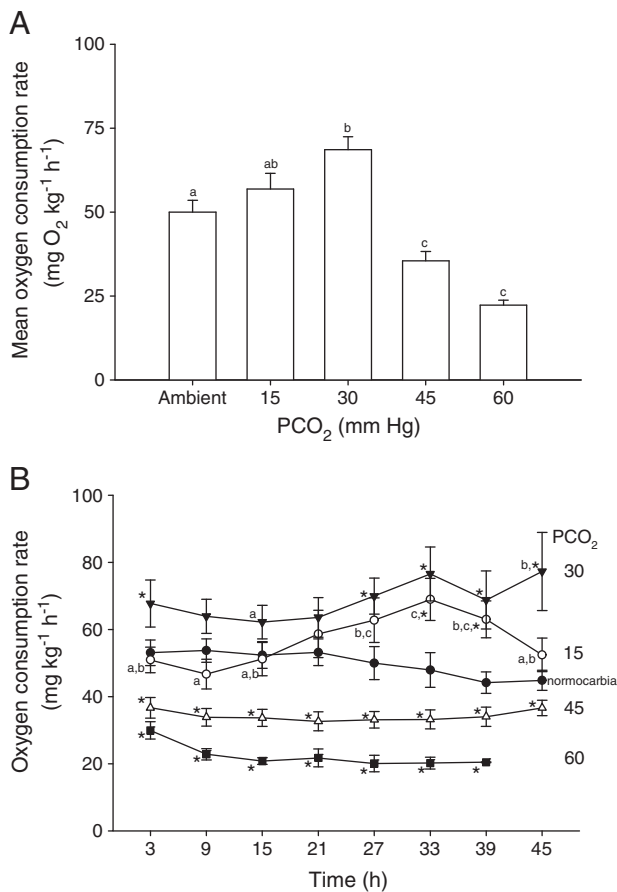 A
Mean oxygen consumption rate
(mg O₂ kg⁻¹ h⁻¹)
100
75
50
25
0
a
ab
b
c
c
Ambient 15 30 45 60
PCO₂ (mm Hg)
B
Oxygen consumption rate
(mg kg⁻¹ h⁻¹)
100
80
60
40
20
0
PCO₂
* a * * * b,*
30
a,b a a,b b,c c,* b,c,* a,b
15
normocarbia
* * * * * * * *
45
* * * * * * *
60
3 9 15 21 27 33 39 45
Time (h)